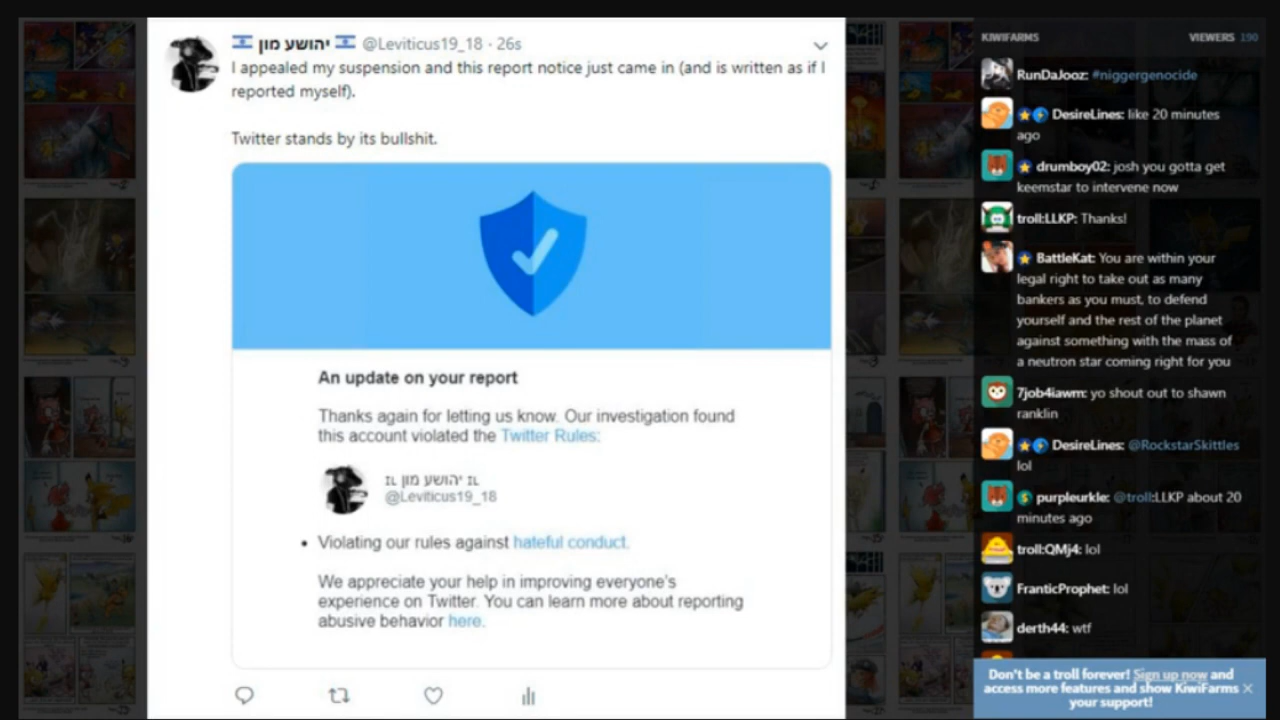 יהושע מון @Leviticus19_18 · 26s
I appealed my suspension and this report notice just came in (and is written as if I
reported myself).
Twitter stands by its bullshit.
An update on your report
Thanks again for letting us know. Our investigation found
this account violated the Twitter Rules:
יהושע מון
@Leviticus19_18
• Violating our rules against hateful conduct.
We appreciate your help in improving everyone's
experience on Twitter. You can learn more about reporting
abusive behavior here.
KIWIFARMS
VIEWERS 190
RunDaJooz: #niggergenocide
DesireLines: like 20 minutes
ago
drumboy02: josh you gotta get
keemstar to intervene now
troll:LLKP: Thanks!
BattleKat: You are within your
legal right to take out as many
bankers as you must, to defend
yourself and the rest of the planet
against something with the mass of
a neutron star coming right for you
7job4iawm: yo shout out to shawn
ranklin
DesireLines: @RockstarSkittles
lol
purpleurkle: @troll:LLKP about 20
minutes ago
troll:QMj4: lol
FranticProphet: lol
derth44: wtf
Don't be a troll forever! Sign up now and
access more features and show KiwiFarms
your support!